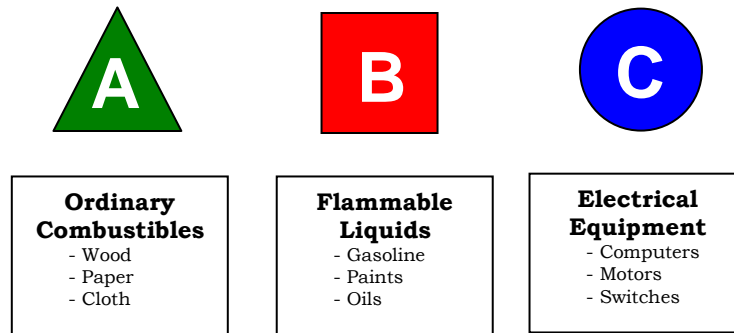 A
B
C
Ordinary
Combustibles
- Wood
- Paper
- Cloth
Flammable
Liquids
- Gasoline
- Paints
- Oils
Electrical
Equipment
- Computers
- Motors
- Switches